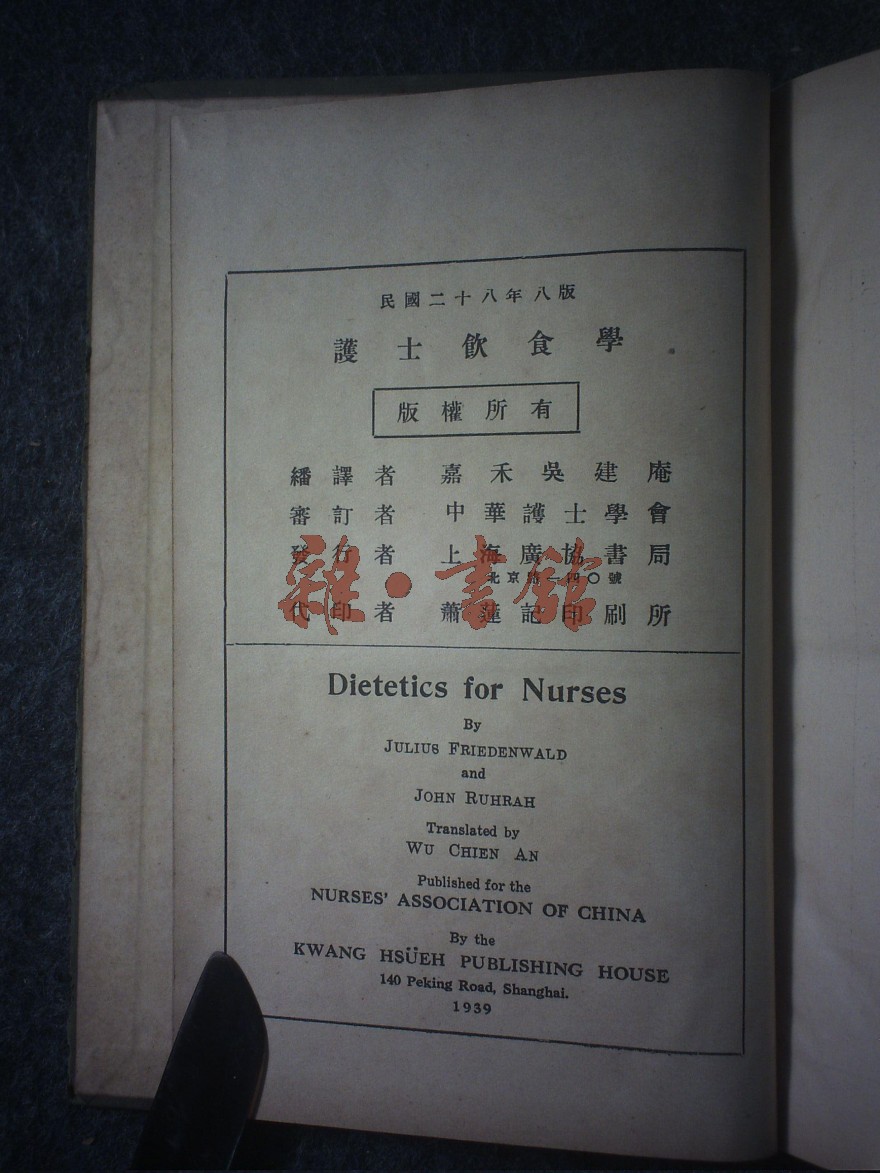 民國二十八年八版
護士飲食學
版權所有
繙譯者 嘉禾吳建庵
審訂者 中華護士學會
發行者 上海廣協書局
北京路一四〇號
代印者 蕭蓮記印刷所
雜·書館
Dietetics for Nurses
By
JULIUS FRIEDENWALD
and
JOHN RUHRAH
Translated by
WU CHIEN AN
Published for the
NURSES' ASSOCIATION OF CHINA
By the
KWANG HSÜEH PUBLISHING HOUSE
140 Peking Road, Shanghai.
1939